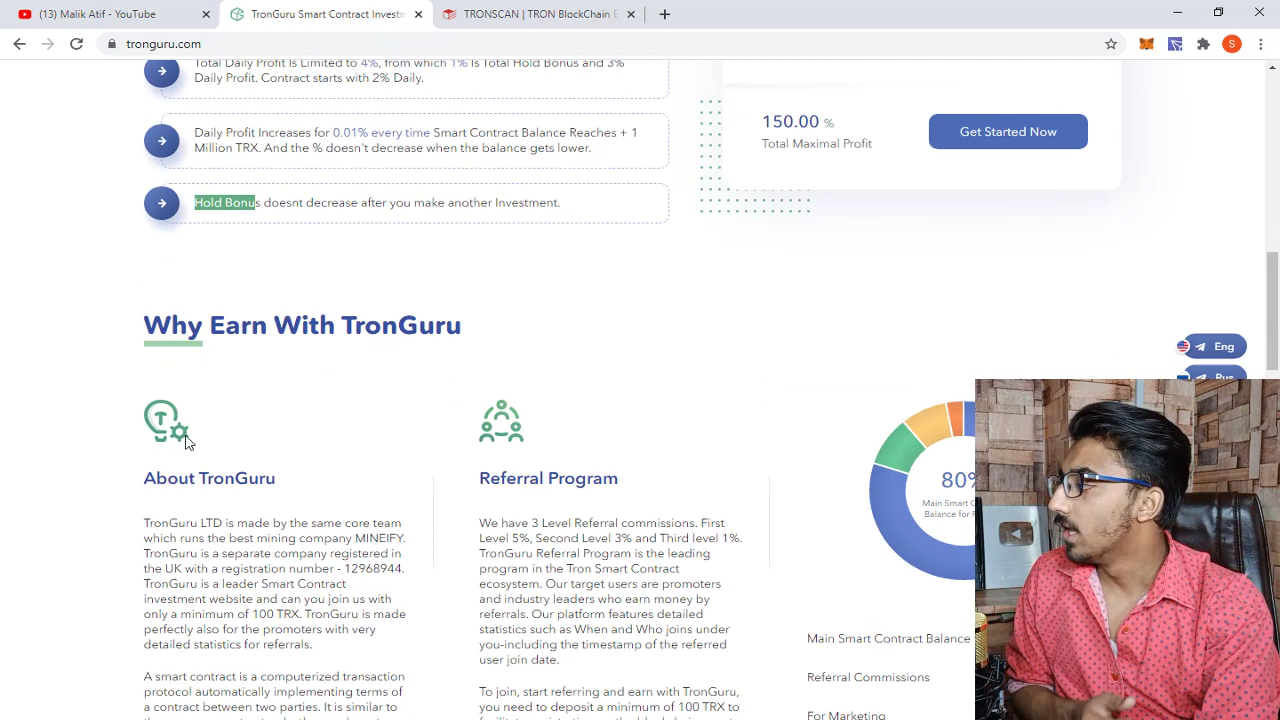 (13) Malik Atif - YouTube
TronGuru Smart Contract Investm
TRONSCAN | TRON BlockChain E
tronguru.com
S
Total Daily Profit Is Limited to 4%, from which 1% Is Total Hold Bonus and 3%
Daily Profit. Contract starts with 2% Daily.
Daily Profit Increases for 0.01% every time Smart Contract Balance Reaches + 1
Million TRX. And the % doesn't decrease when the balance gets lower.
Hold Bonus doesnt decrease after you make another Investment.
150.00 %
Total Maximal Profit
Get Started Now
Why Earn With TronGuru
Eng
Rus
About TronGuru
TronGuru LTD is made by the same core team
which runs the best mining company MINEIFY.
TronGuru is a separate company registered in
the UK with a registration number - 12968944.
TronGuru is a leader Smart Contract
investment website and can you join us with
only a minimum of 100 TRX. TronGuru is made
perfectly also for the promoters with very
detailed statistics for referrals.
A smart contract is a computerized transaction
protocol automatically implementing terms of
a contract between two parties. It is similar to
Referral Program
We have 3 Level Referral commissions. First
Level 5%, Second Level 3% and Third level 1%.
TronGuru Referral Program is the leading
program in the Tron Smart Contract
ecosystem. Our target users are promoters
and industry leaders who earn money by
referrals. Our platform features detailed
statistics such as When and Who joins under
you-including the timestamp of the referred
user join date.
To join, start referring and earn with TronGuru,
you need to deposit a minimum of 100 TRX to
80%
Main Smart C
Balance for
Main Smart Contract Balance
Referral Commissions
For Marketing